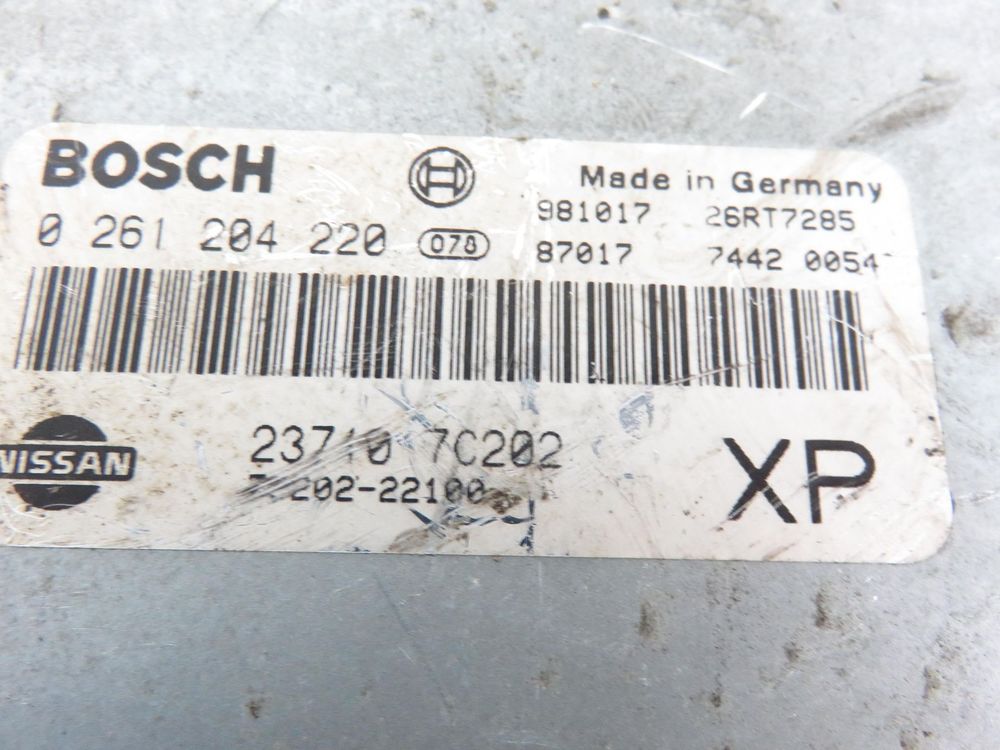 BOSCH
Made in Germany
0 261 204 220 078
981017 26RT7285
87017 7442 0054
NISSAN
23710 7C202
202-22100
XP